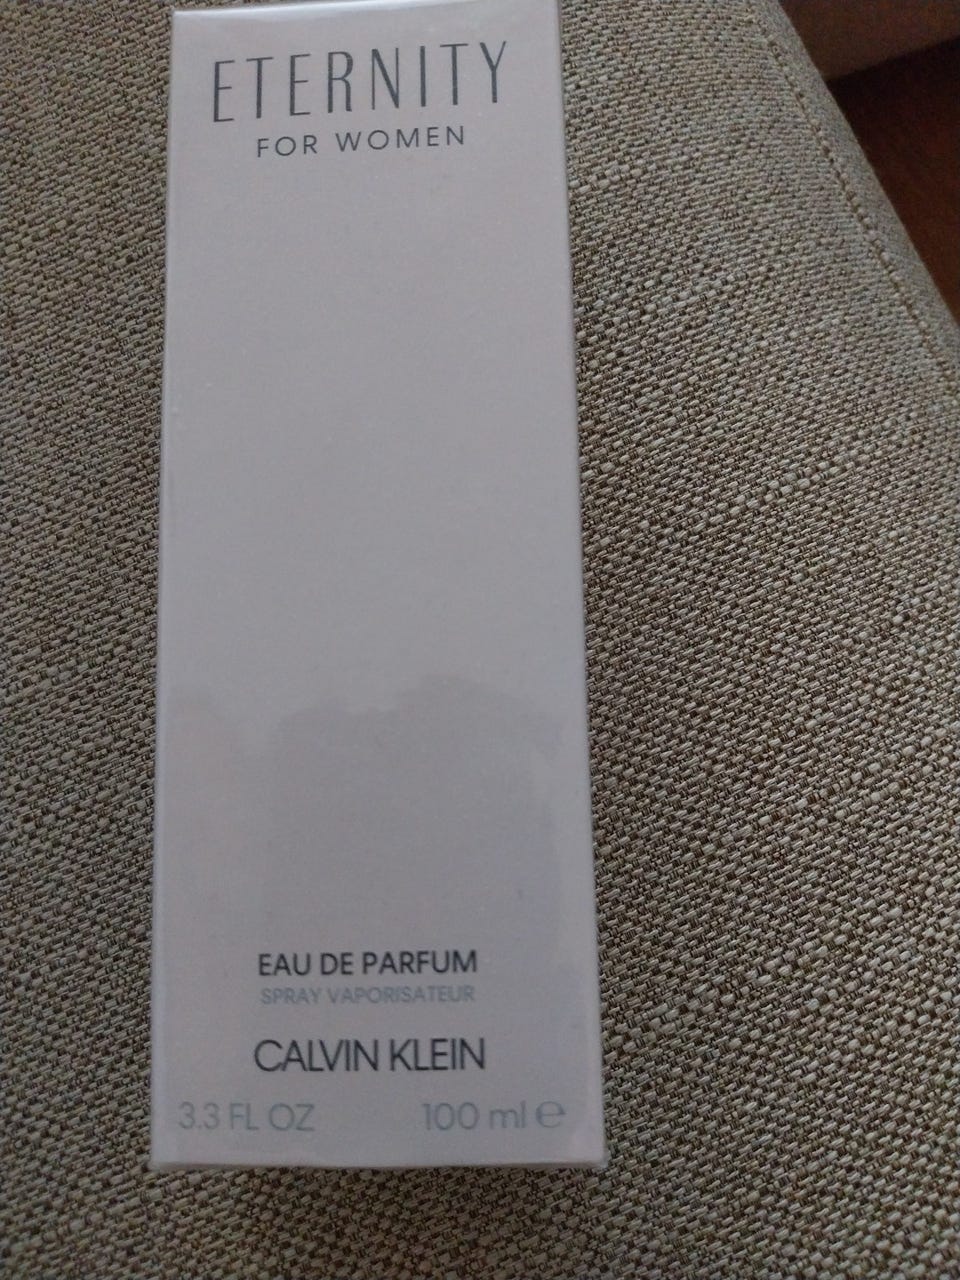 ETERNITY
FOR WOMEN
EAU DE PARFUM
SPRAY VAPORISATEUR
CALVIN KLEIN
3.3 FL OZ 100 ml ℮